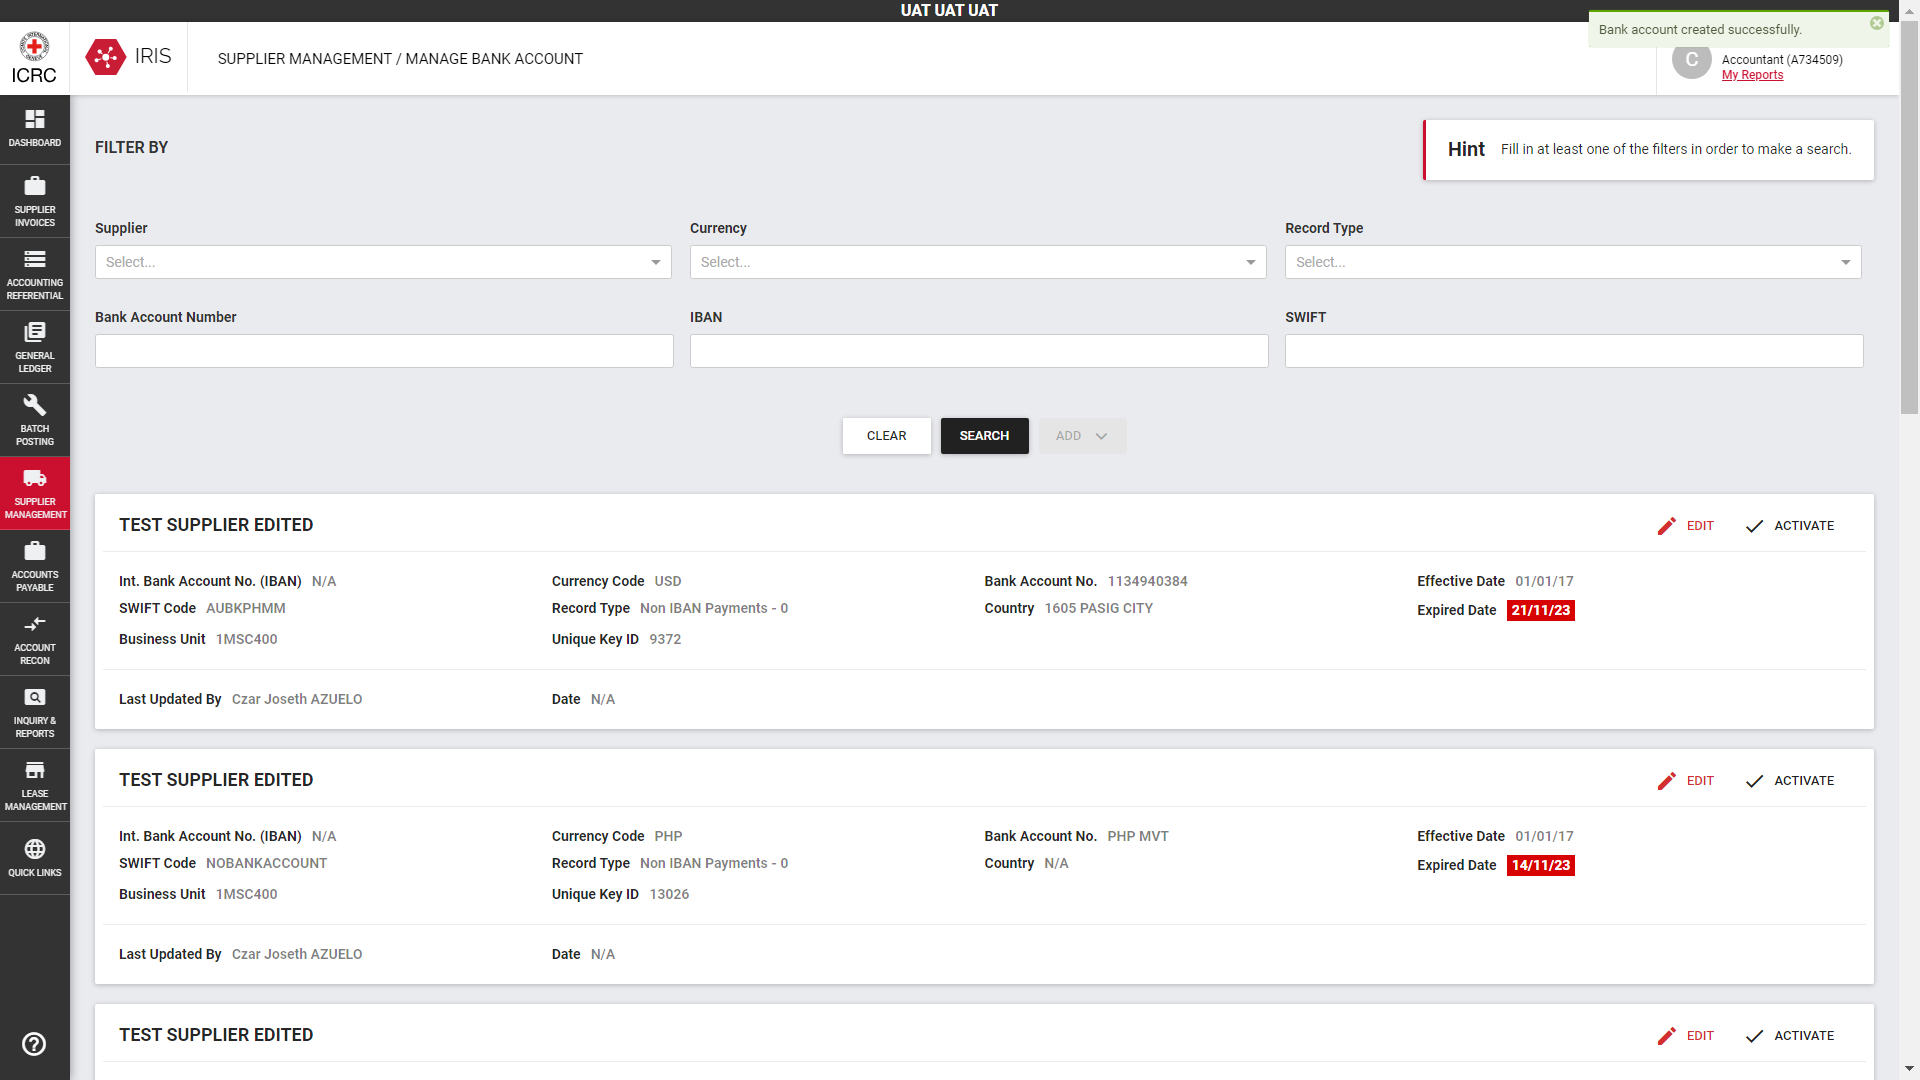 UAT UAT UAT
ICRC
IRIS
SUPPLIER MANAGEMENT / MANAGE BANK ACCOUNT
Bank account created successfully.
C
Accountant (A734509)
My Reports
DASHBOARD
SUPPLIER
INVOICES
ACCOUNTING
REFERENTIAL
GENERAL
LEDGER
BATCH
POSTING
SUPPLIER
MANAGEMENT
ACCOUNTS
PAYABLE
ACCOUNT
RECON
INQUIRY &
REPORTS
LEASE
MANAGEMENT
QUICK LINKS
FILTER BY
Hint Fill in at least one of the filters in order to make a search.
Supplier Currency Record Type
Select... Select... Select...
Bank Account Number IBAN SWIFT
CLEAR SEARCH ADD
TEST SUPPLIER EDITED EDIT ACTIVATE
Int. Bank Account No. (IBAN) N/A Currency Code USD Bank Account No. 1134940384 Effective Date 01/01/17
SWIFT Code AUBKPHMM Record Type Non IBAN Payments - 0 Country 1605 PASIG CITY Expired Date 21/11/23
Business Unit 1MSC400 Unique Key ID 9372
Last Updated By Czar Joseth AZUELO Date N/A
TEST SUPPLIER EDITED EDIT ACTIVATE
Int. Bank Account No. (IBAN) N/A Currency Code PHP Bank Account No. PHP MVT Effective Date 01/01/17
SWIFT Code NOBANKACCOUNT Record Type Non IBAN Payments - 0 Country N/A Expired Date 14/11/23
Business Unit 1MSC400 Unique Key ID 13026
Last Updated By Czar Joseth AZUELO Date N/A
TEST SUPPLIER EDITED EDIT ACTIVATE